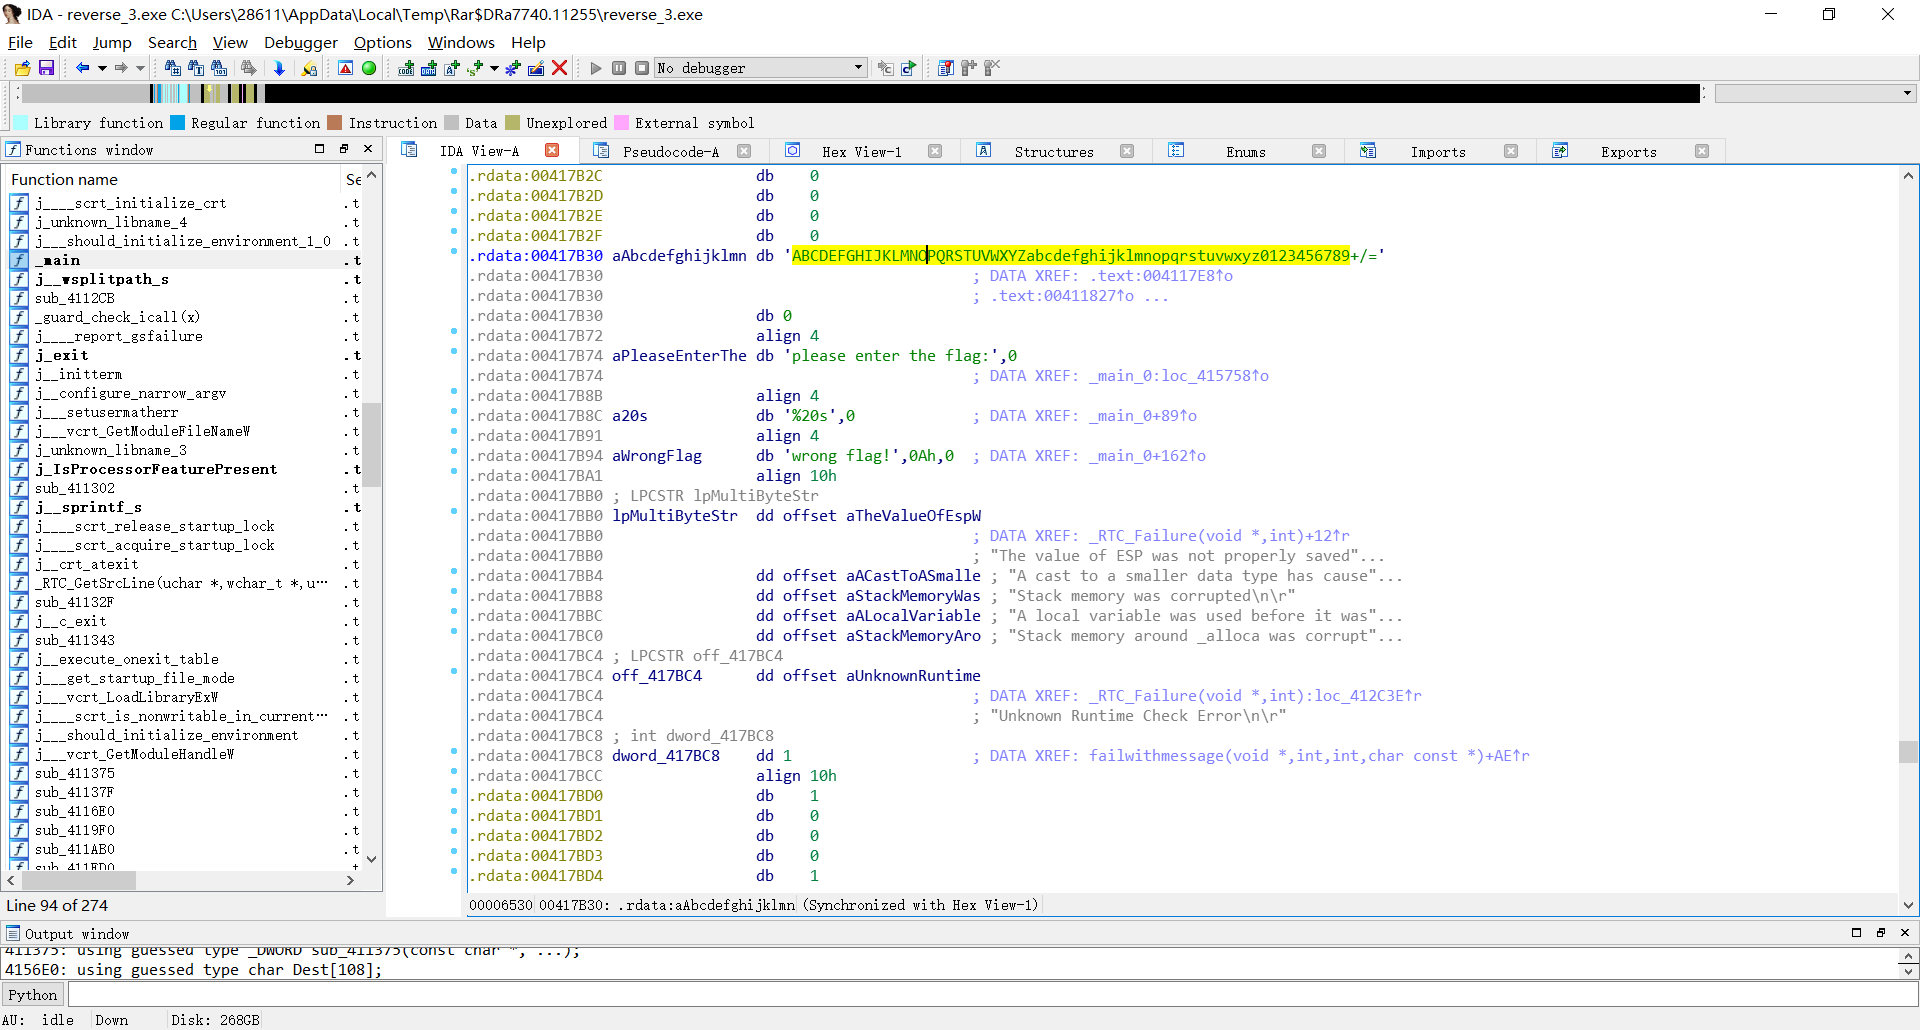 IDA - reverse_3.exe C:\Users\28611\AppData\Local\Temp\Rar$DRa7740.11255\reverse_3.exe
File Edit Jump Search View Debugger Options Windows Help
No debugger
Library function Regular function Instruction Data Unexplored External symbol
Functions window
IDA View-A Pseudocode-A Hex View-1 Structures Enums Imports Exports
Function name Se
j____scrt_initialize_crt .t
j_unknown_libname_4 .t
j___should_initialize_environment_1_0 .t
_main .t
j__wsplitpath_s .t
sub_4112CB .t
_guard_check_icall(x) .t
j____report_gsfailure .t
j_exit .t
j__initterm .t
j__configure_narrow_argv .t
j___setusermatherr .t
j___vcrt_GetModuleFileNameW .t
j_unknown_libname_3 .t
j_IsProcessorFeaturePresent .t
sub_411302 .t
j__sprintf_s .t
j____scrt_release_startup_lock .t
j____scrt_acquire_startup_lock .t
j__crt_atexit .t
_RTC_GetSrcLine(uchar *,wchar_t *,u… .t
sub_41132F .t
j__c_exit .t
sub_411343 .t
j__execute_onexit_table .t
j___get_startup_file_mode .t
j___vcrt_LoadLibraryExW .t
j____scrt_is_nonwritable_in_current… .t
j___should_initialize_environment .t
j___vcrt_GetModuleHandleW .t
sub_411375 .t
sub_41137F .t
sub_4116E0 .t
sub_4119F0 .t
sub_411AB0 .t
Line 94 of 274
.rdata:00417B2C db 0
.rdata:00417B2D db 0
.rdata:00417B2E db 0
.rdata:00417B2F db 0
.rdata:00417B30 aAbcdefghijklmn db 'ABCDEFGHIJKLMNOPQRSTUVWXYZabcdefghijklmnopqrstuvwxyz0123456789+/='
.rdata:00417B30 ; DATA XREF: .text:004117E8↑o
.rdata:00417B30 ; .text:00411827↑o ...
.rdata:00417B30 db 0
.rdata:00417B72 align 4
.rdata:00417B74 aPleaseEnterThe db 'please enter the flag:',0
.rdata:00417B74 ; DATA XREF: _main_0:loc_415758↑o
.rdata:00417B8B align 4
.rdata:00417B8C a20s db '%20s',0 ; DATA XREF: _main_0+89↑o
.rdata:00417B91 align 4
.rdata:00417B94 aWrongFlag db 'wrong flag!',0Ah,0 ; DATA XREF: _main_0+162↑o
.rdata:00417BA1 align 10h
.rdata:00417BB0 ; LPCSTR lpMultiByteStr
.rdata:00417BB0 lpMultiByteStr dd offset aTheValueOfEspW
.rdata:00417BB0 ; DATA XREF: _RTC_Failure(void *,int)+12↑r
.rdata:00417BB0 ; "The value of ESP was not properly saved"...
.rdata:00417BB4 dd offset aACastToASmalle ; "A cast to a smaller data type has cause"...
.rdata:00417BB8 dd offset aStackMemoryWas ; "Stack memory was corrupted\n\r"
.rdata:00417BBC dd offset aALocalVariable ; "A local variable was used before it was"...
.rdata:00417BC0 dd offset aStackMemoryAro ; "Stack memory around _alloca was corrupt"...
.rdata:00417BC4 ; LPCSTR off_417BC4
.rdata:00417BC4 off_417BC4 dd offset aUnknownRuntime
.rdata:00417BC4 ; DATA XREF: _RTC_Failure(void *,int):loc_412C3E↑r
.rdata:00417BC4 ; "Unknown Runtime Check Error\n\r"
.rdata:00417BC8 ; int dword_417BC8
.rdata:00417BC8 dword_417BC8 dd 1 ; DATA XREF: failwithmessage(void *,int,int,char const *)+AE↑r
.rdata:00417BCC align 10h
.rdata:00417BD0 db 1
.rdata:00417BD1 db 0
.rdata:00417BD2 db 0
.rdata:00417BD3 db 0
.rdata:00417BD4 db 1
00006530 00417B30: .rdata:aAbcdefghijklmn (Synchronized with Hex View-1)
Output window
411375: using guessed type _DWORD sub_411375(const char *, ...);
4156E0: using guessed type char Dest[108];
Python
AU: idle Down Disk: 268GB